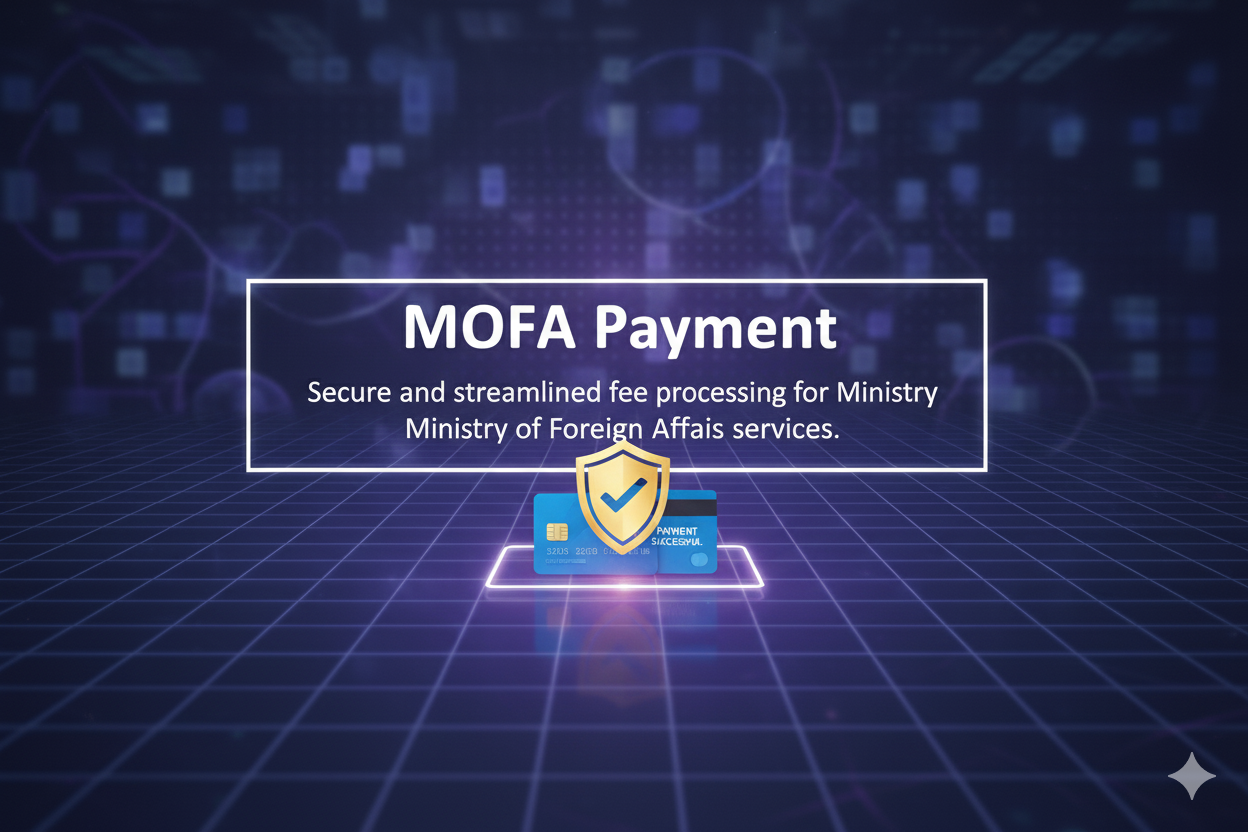 MOFA Payment
Secure and streamlined fee processing for Ministry
Ministry of Foreign Affais services.